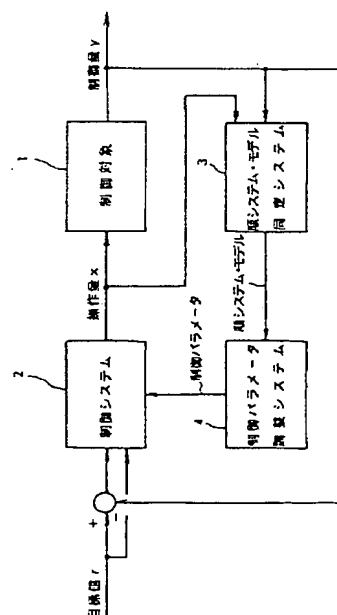 目標値 r
+
-
2
制御システム
操作量 x
1
制御対象
制御量 y
制御パラメータ
4
制御パラメータ
調整システム
順システム・モデル
3
順システム・モデル
同定システム